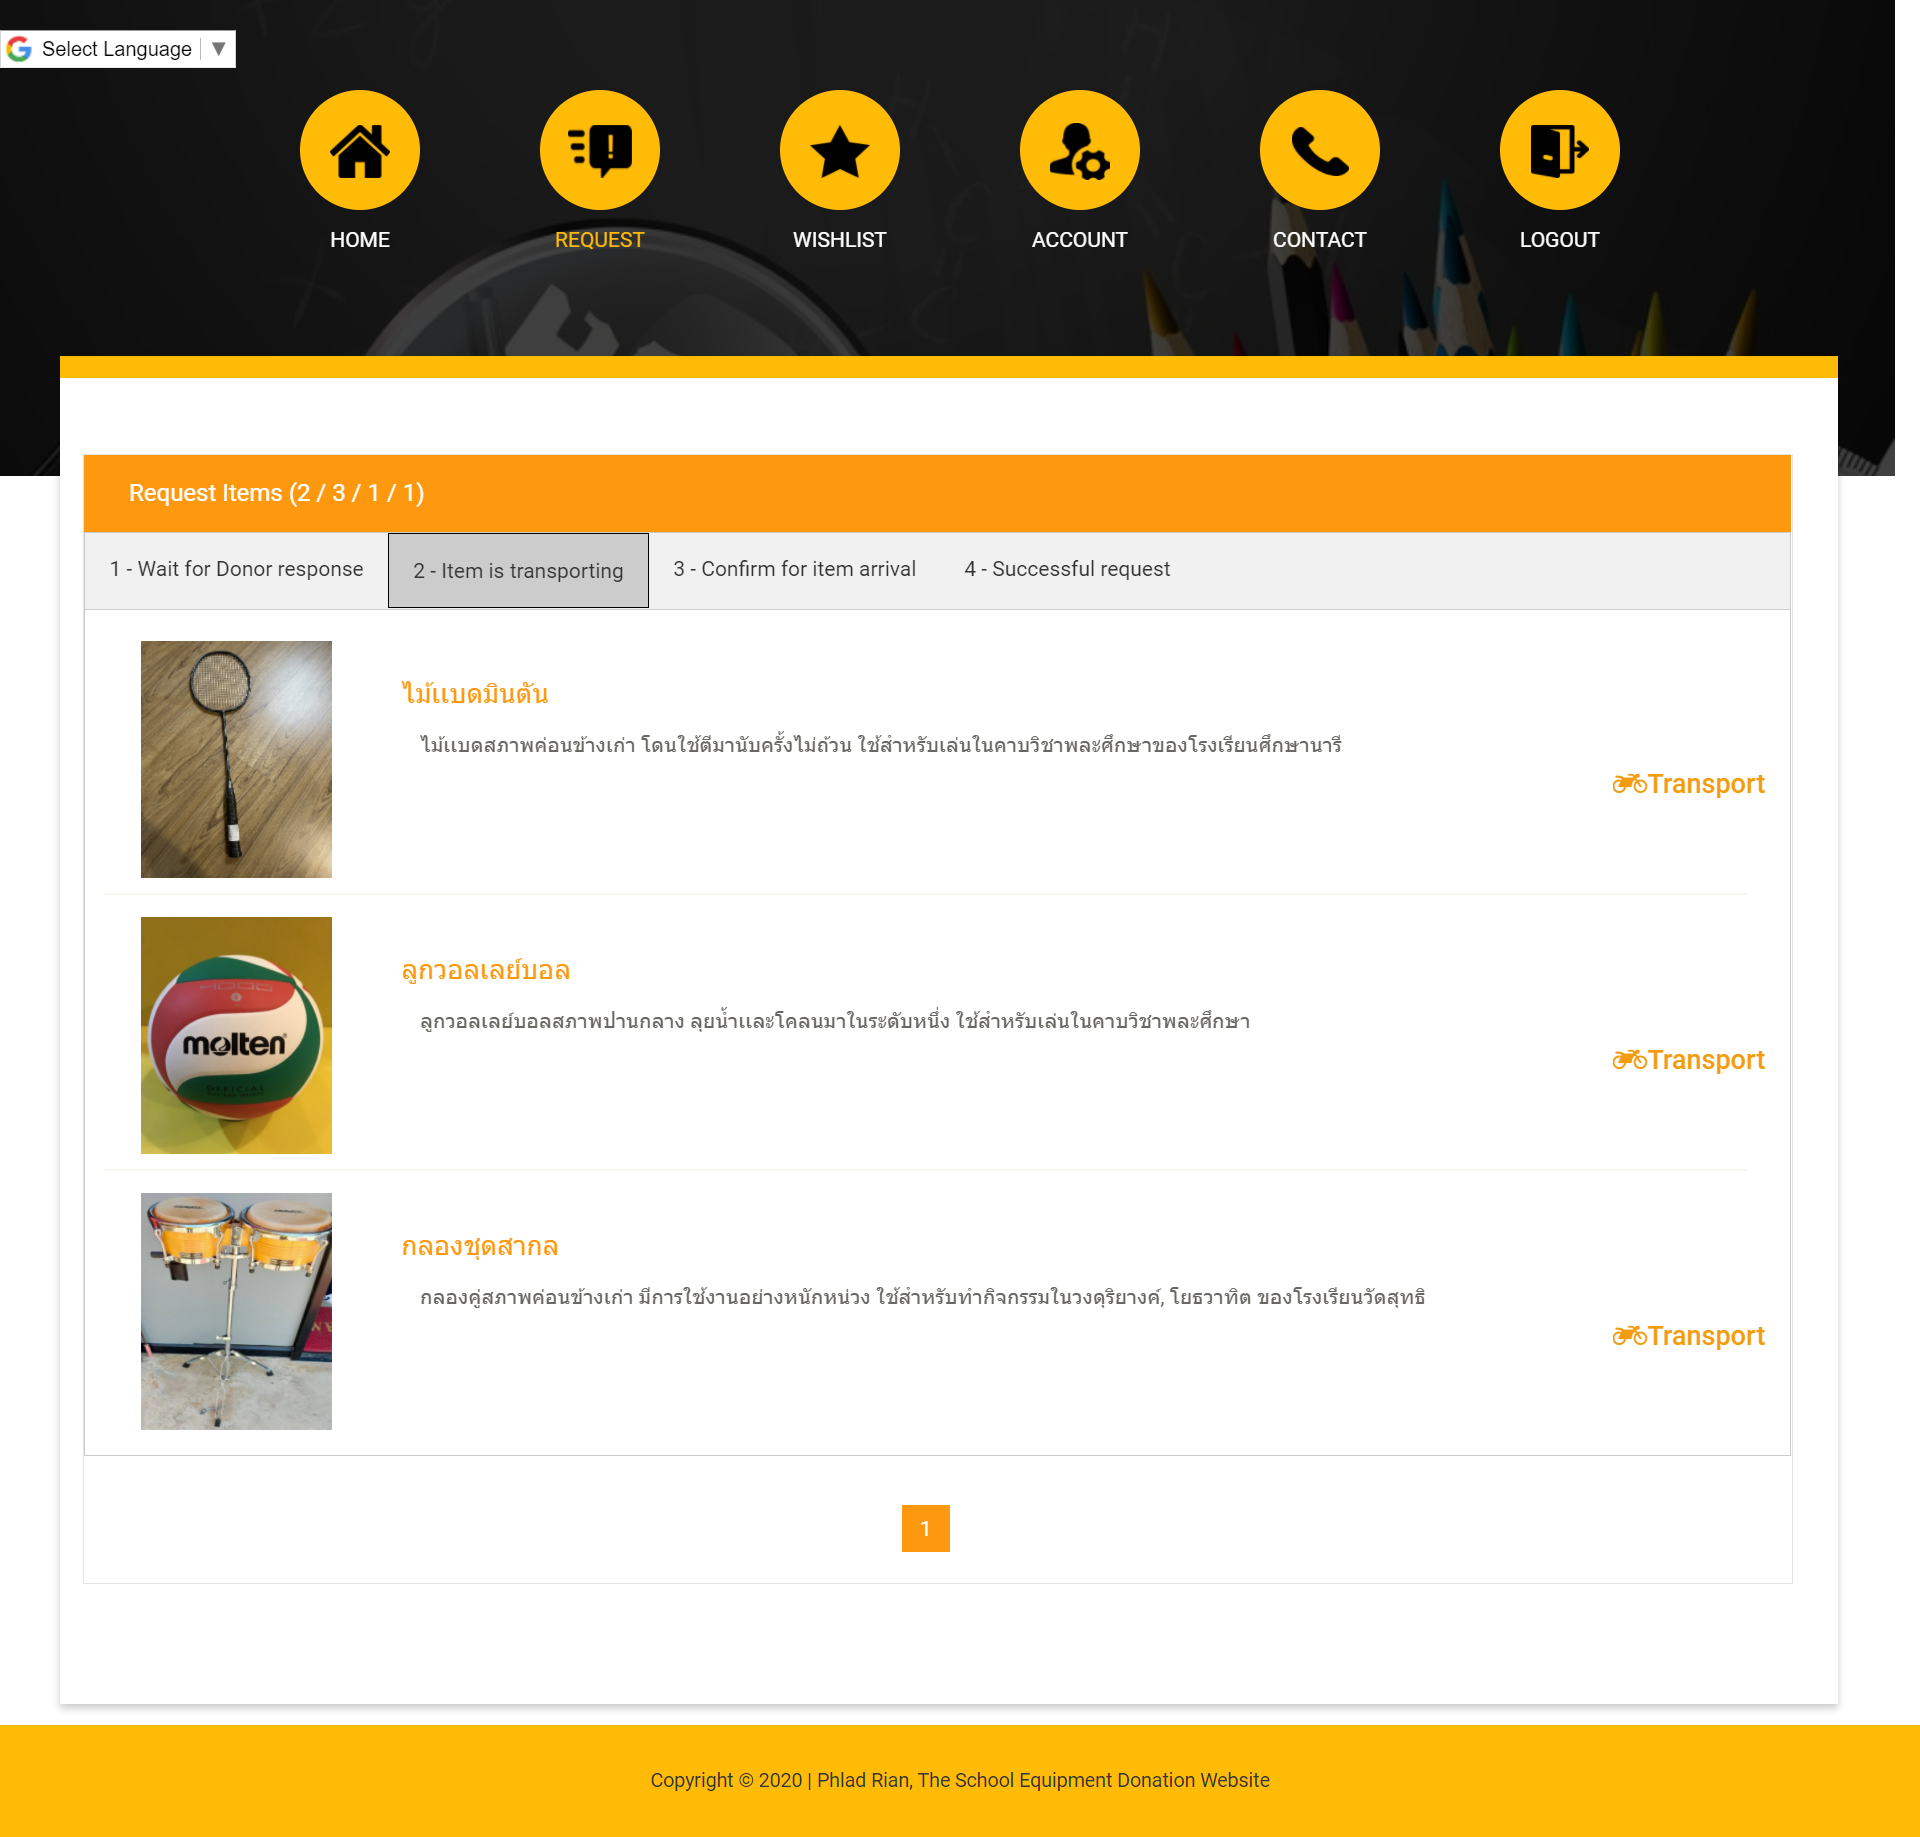 Select Language ▼
HOME
REQUEST
WISHLIST
ACCOUNT
CONTACT
LOGOUT
Request Items (2 / 3 / 1 / 1)
1 - Wait for Donor response
2 - Item is transporting
3 - Confirm for item arrival
4 - Successful request
ไม้แบดมินตัน
ไม้แบดสภาพค่อนข้างเก่า โดนใช้ตีมานับครั้งไม่ถ้วน ใช้สำหรับเล่นในคาบวิชาพละศึกษาของโรงเรียนศึกษานารี
Transport
molten
ลูกวอลเลย์บอล
ลูกวอลเลย์บอลสภาพปานกลาง ลุยน้ำและโคลนมาในระดับหนึ่ง ใช้สำหรับเล่นในคาบวิชาพละศึกษา
Transport
กลองชุดสากล
กลองคู่สภาพค่อนข้างเก่า มีการใช้งานอย่างหนักหน่วง ใช้สำหรับทำกิจกรรมในวงดุริยางค์, โยธวาทิต ของโรงเรียนวัดสุทธิ
Transport
1
Copyright © 2020 | Phlad Rian, The School Equipment Donation Website